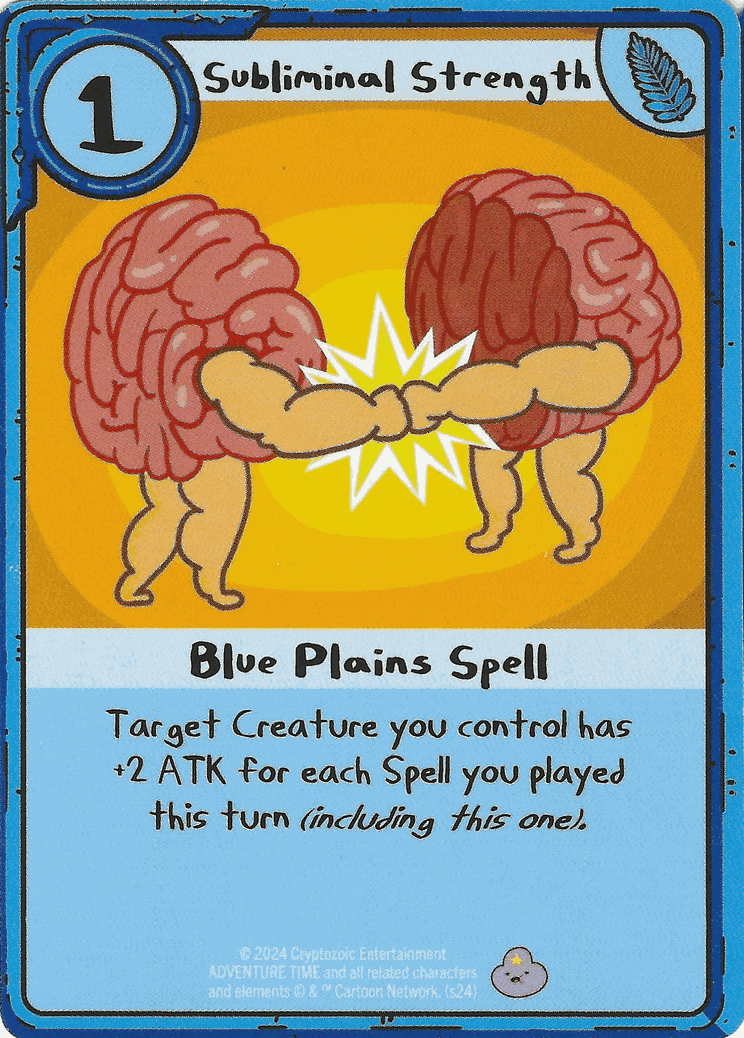 1
Subliminal Strength
Blue Plains Spell
Target Creature you control has
+2 ATK for each Spell you played
this turn (including this one).
© 2024 Cryptozoic Entertainment
ADVENTURE TIME and all related characters
and elements © & ™ Cartoon Network. (s24)